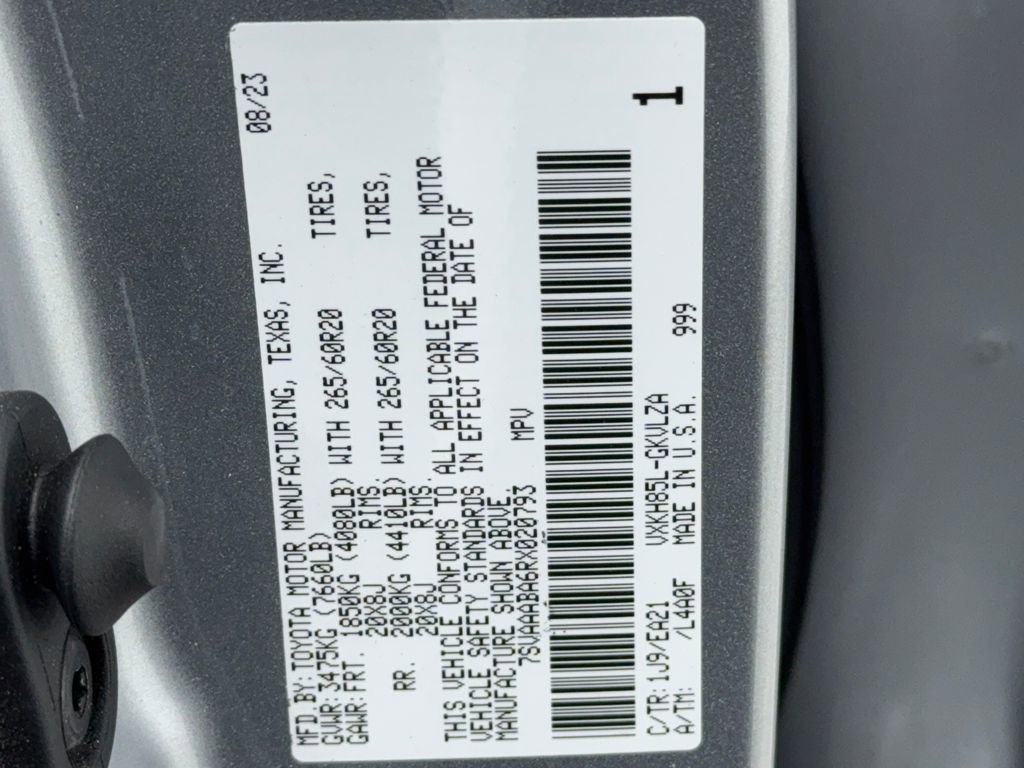 08/23
MFD BY: TOYOTA MOTOR MANUFACTURING, TEXAS, INC.
GVWR: 3475KG (7660LB)
GAWR: FRT. 1850KG (4080LB) WITH 265/60R20 TIRES,
20X8J RIMS.
RR. 2000KG (4410LB) WITH 265/60R20 TIRES,
20X8J RIMS.
THIS VEHICLE CONFORMS TO ALL APPLICABLE FEDERAL MOTOR
VEHICLE SAFETY STANDARDS IN EFFECT ON THE DATE OF
MANUFACTURE SHOWN ABOVE.
7SVAAABA6RX020793 MPV
C/TR: 1J9/EA21 VXKH85L-GKVLZA
A/TM: /L4A0F MADE IN U.S.A. 999
1